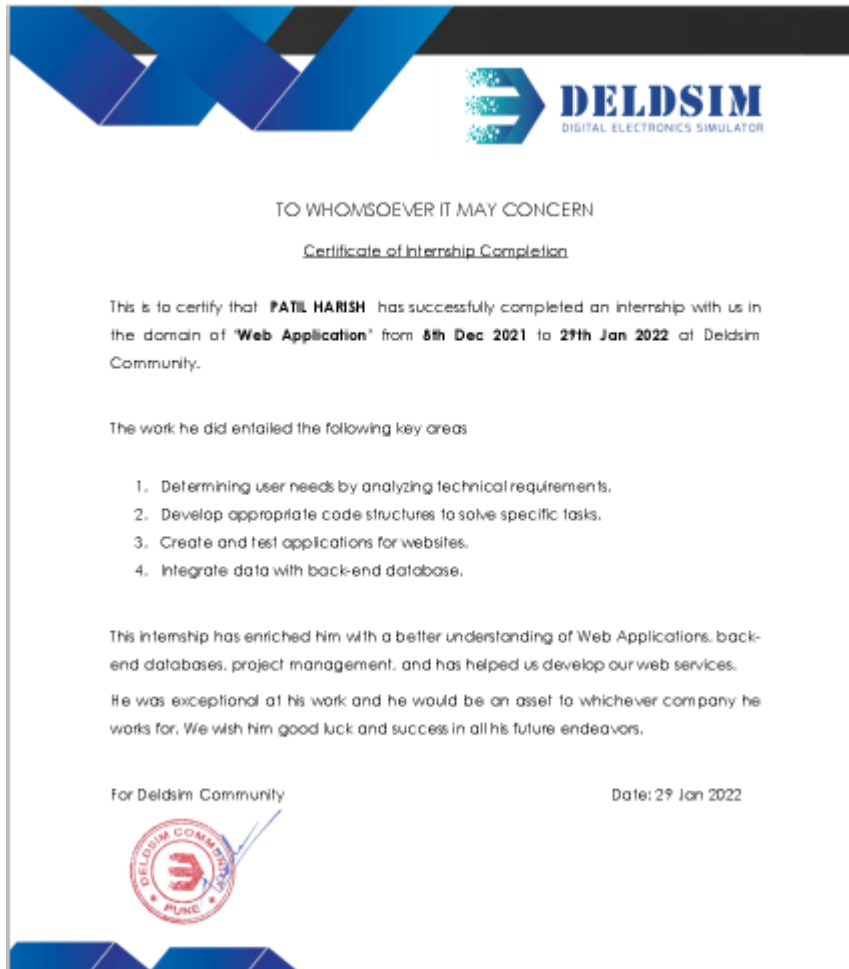 DELDSIM
DIGITAL ELECTRONICS SIMULATOR
TO WHOMSOEVER IT MAY CONCERN
Certificate of Internship Completion
This is to certify that PATIL HARISH has successfully completed an internship with us in
the domain of "Web Application" from 8th Dec 2021 to 29th Jan 2022 at Deldsim
Community.
The work he did entailed the following key areas
1. Determining user needs by analyzing technical requirements.
2. Develop appropriate code structures to solve specific tasks.
3. Create and test applications for websites.
4. Integrate data with back-end database.
This internship has enriched him with a better understanding of Web Applications, back-
end databases, project management, and has helped us develop our web services.
He was exceptional at his work and he would be an asset to whichever company he
works for. We wish him good luck and success in all his future endeavors.
For Deldsim Community
Date: 29 Jan 2022
DELDSIM COMMUNITY
PUNE